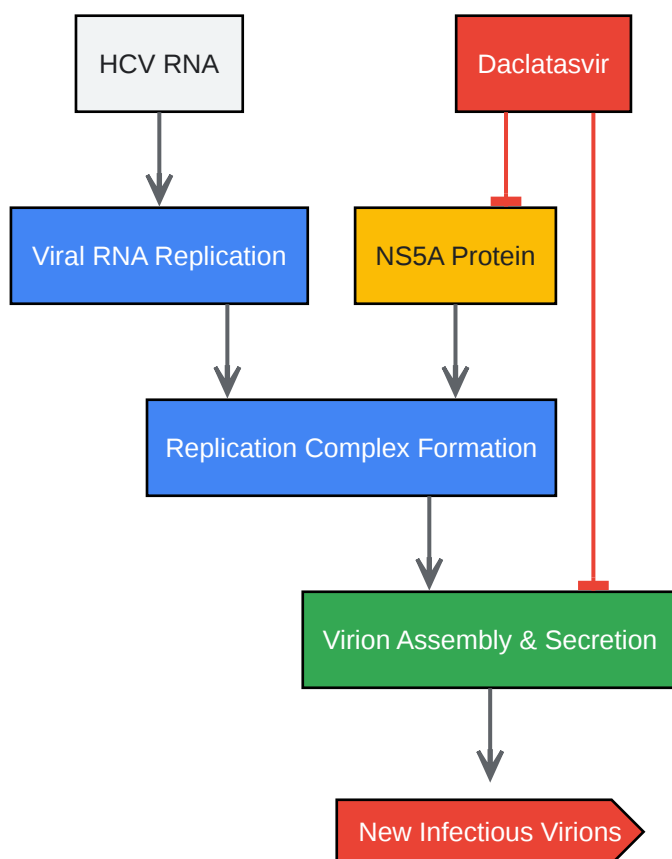 HCV RNA
Daclatasvir
Viral RNA Replication
NS5A Protein
Replication Complex Formation
Virion Assembly & Secretion
New Infectious Virions